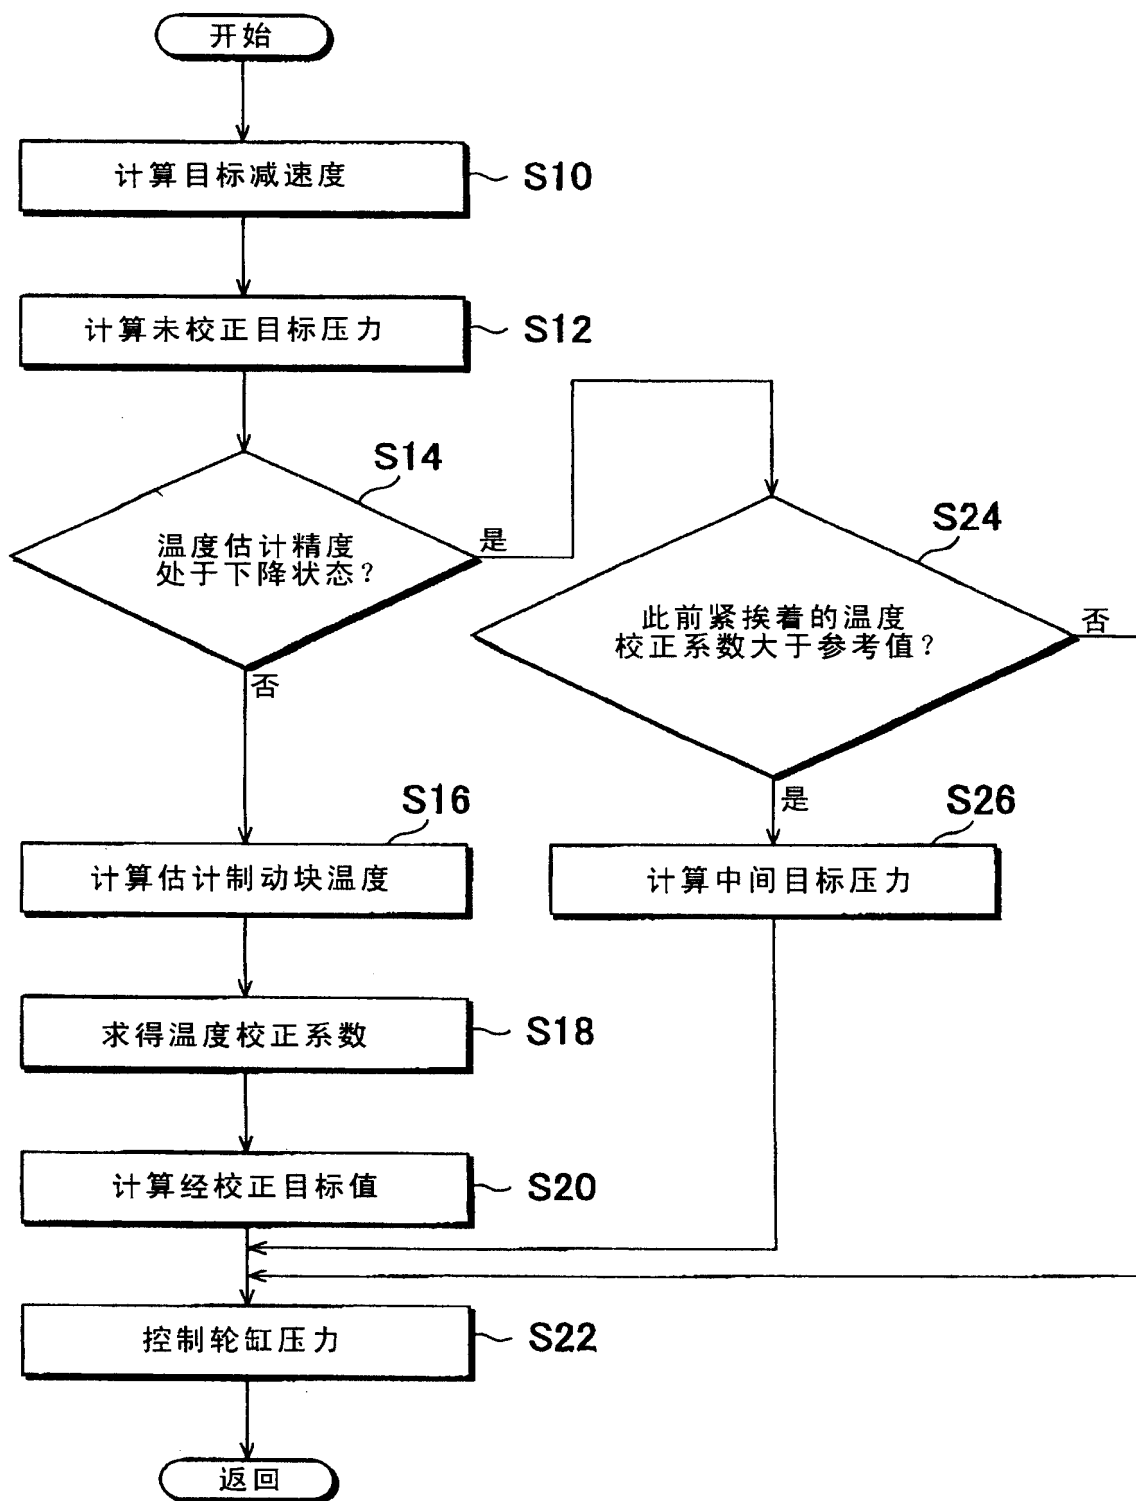 开始
计算目标减速度
S10
计算未校正目标压力
S12
S14
温度估计精度
处于下降状态？
是
否
S24
此前紧挨着的温度
校正系数大于参考值？
否
是
S16
计算估计制动块温度
S26
计算中间目标压力
求得温度校正系数
S18
计算经校正目标值
S20
控制轮缸压力
S22
返回